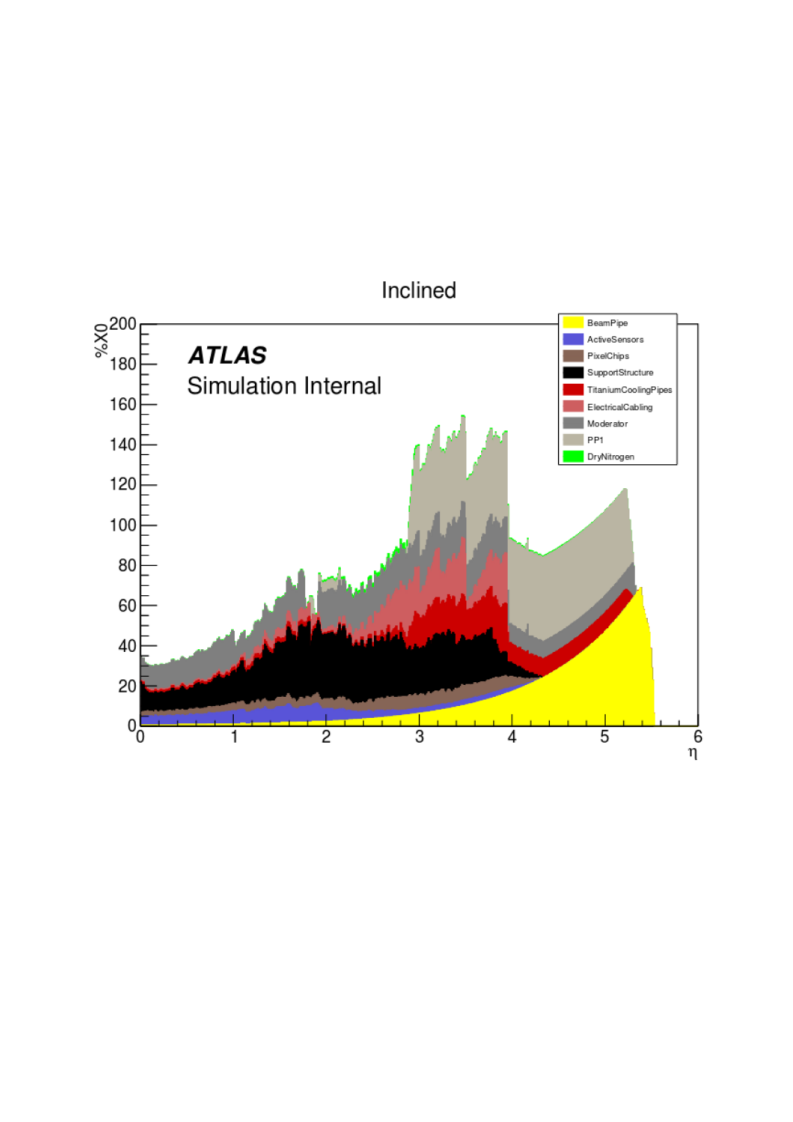 Inclined
%X0
200
180
160
140
120
100
80
60
40
20
0
ATLAS
Simulation Internal
BeamPipe
ActiveSensors
PixelChips
SupportStructure
TitaniumCoolingPipes
ElectricalCabling
Moderator
PP1
DryNitrogen
0 1 2 3 4 5 6
η